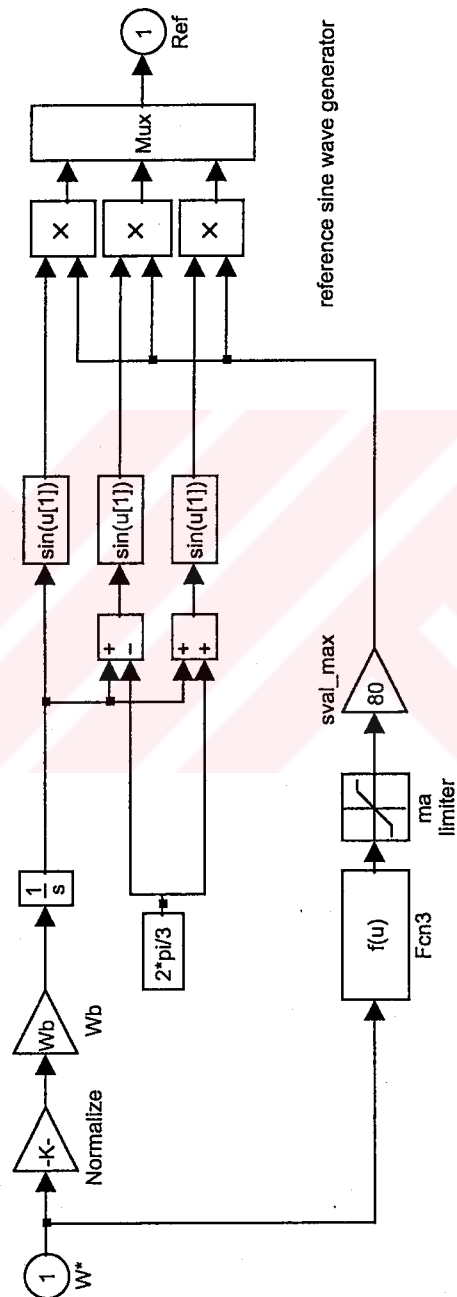 1
W*
-K-
Normalize
Wb
Wb
1
s
2*pi/3
sin(u[1])
+
-
sin(u[1])
+
+
sin(u[1])
×
×
×
Mux
1
Ref
f(u)
Fcn3
ma
limiter
80
sval_max
reference sine wave generator